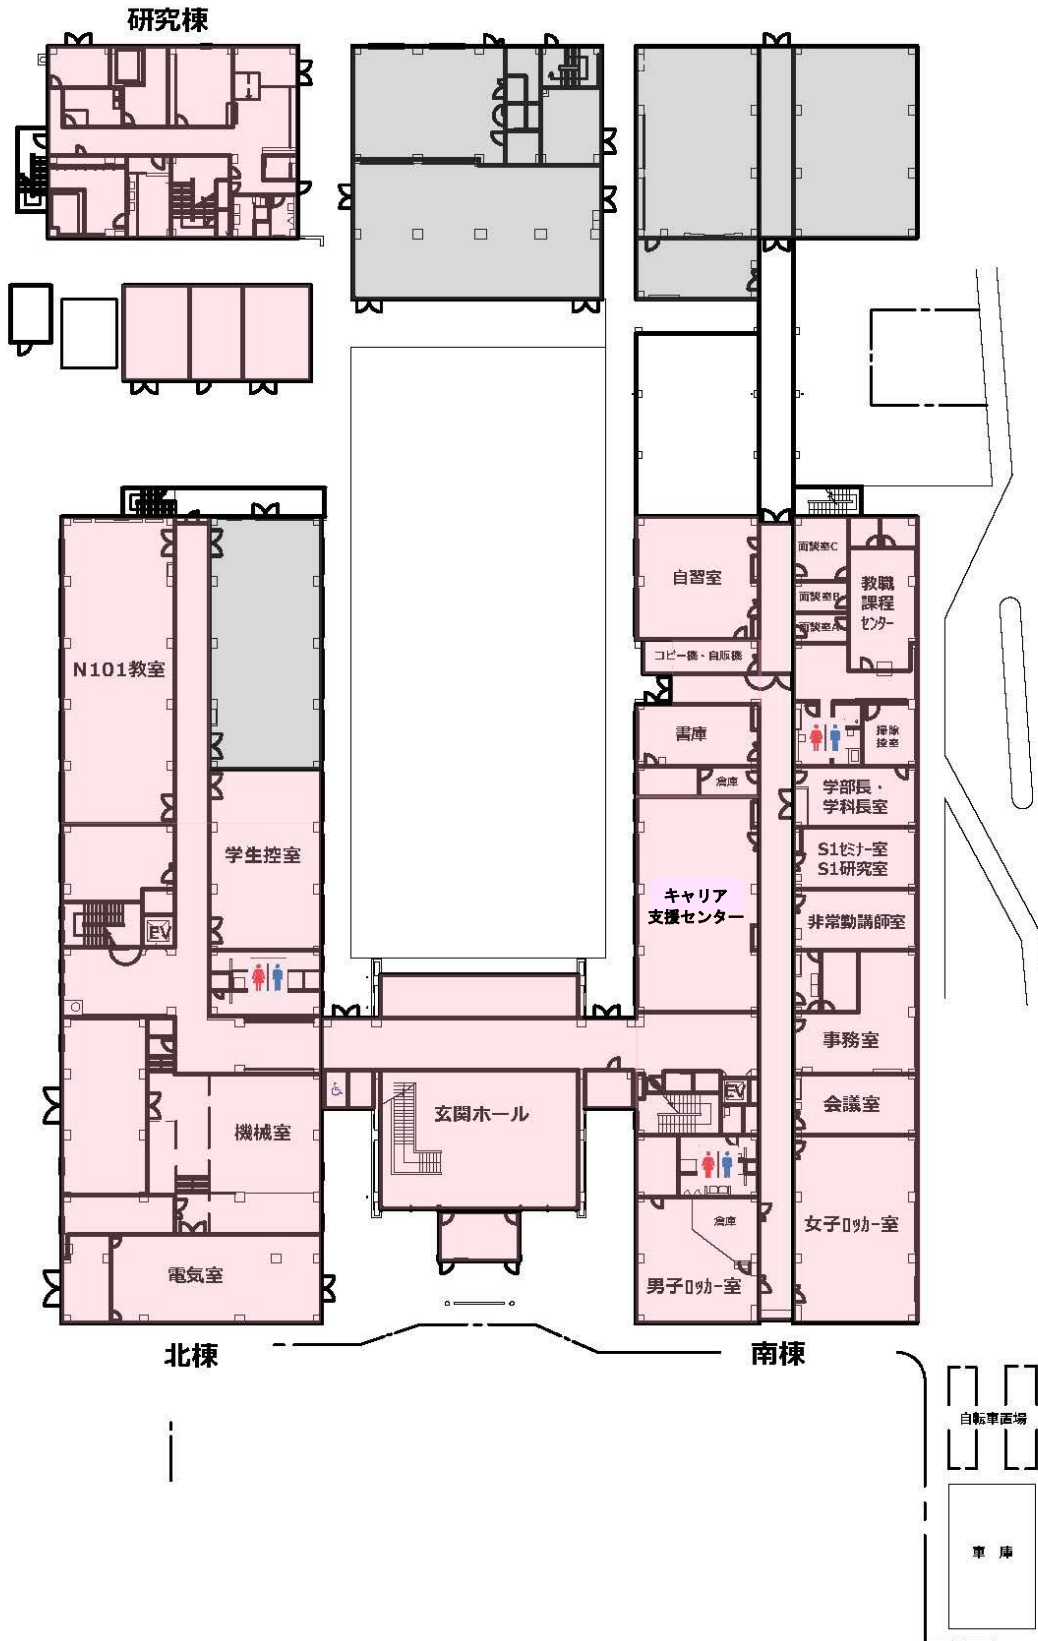 研究棟
自習室
面談室C
面談室B
面談室A
教職
課程
ｾﾝﾀｰ
コピー機・自販機
N101教室
書庫
倉庫
掃除
控室
学部長・
学科長室
学生控室
S1ｾﾐﾅｰ室
S1研究室
キャリア
支援センター
非常勤講師室
EV
事務室
EV
会議室
玄関ホール
機械室
女子ﾛｯｶｰ室
倉庫
電気室
男子ﾛｯｶｰ室
北棟
南棟
自転車置場
車 庫